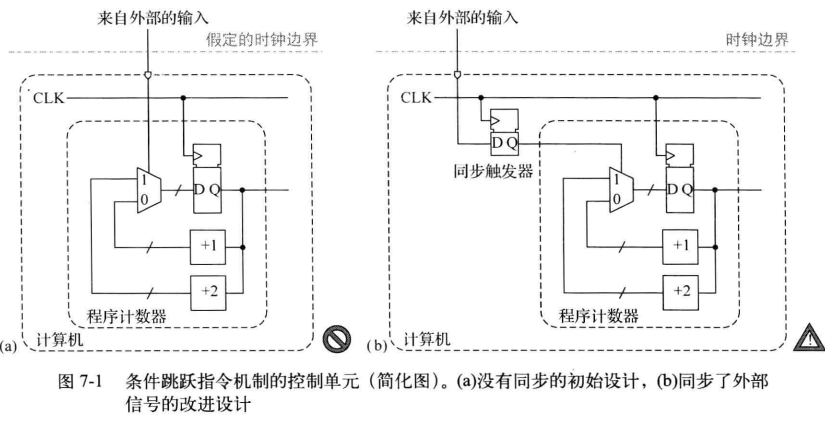 来自外部的输入
假定的时钟边界
CLK
1
0
D Q
+1
+2
程序计数器
计算机
(a)
来自外部的输入
时钟边界
CLK
D Q
同步触发器
1
0
D Q
+1
+2
程序计数器
计算机
(b)
图 7-1 条件跳跃指令机制的控制单元（简化图）。(a)没有同步的初始设计，(b)同步了外部
信号的改进设计